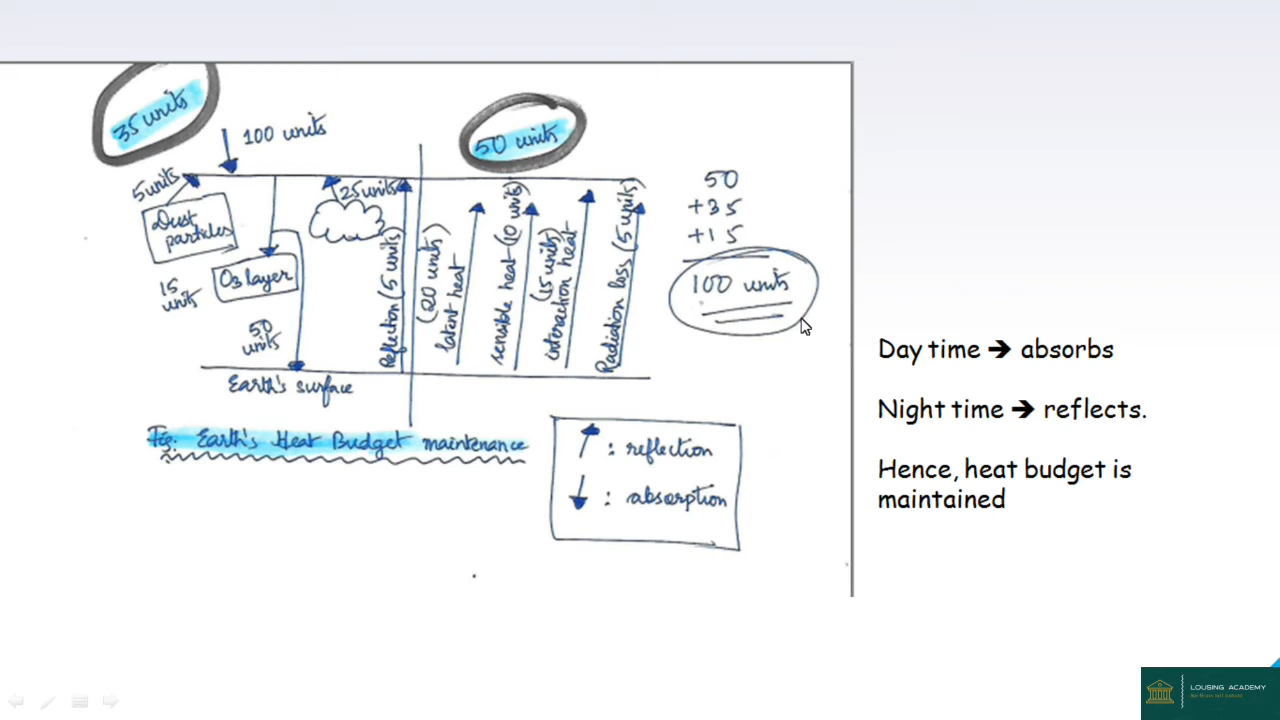 35 units
100 units
50 units
5 units
Dust
particles
25 units
15
units
O3 layer
50
units
Reflection (5 units)
(20 units)
latent heat
sensible heat (10 units)
(15 units)
interaction heat
Radiation loss (5 units)
Earth's surface
50
+35
+15
100 units
Fig. Earth's Heat Budget maintenance
: reflection
: absorption
Day time ➔ absorbs
Night time ➔ reflects.
Hence, heat budget is
maintained
LOUSING ACADEMY